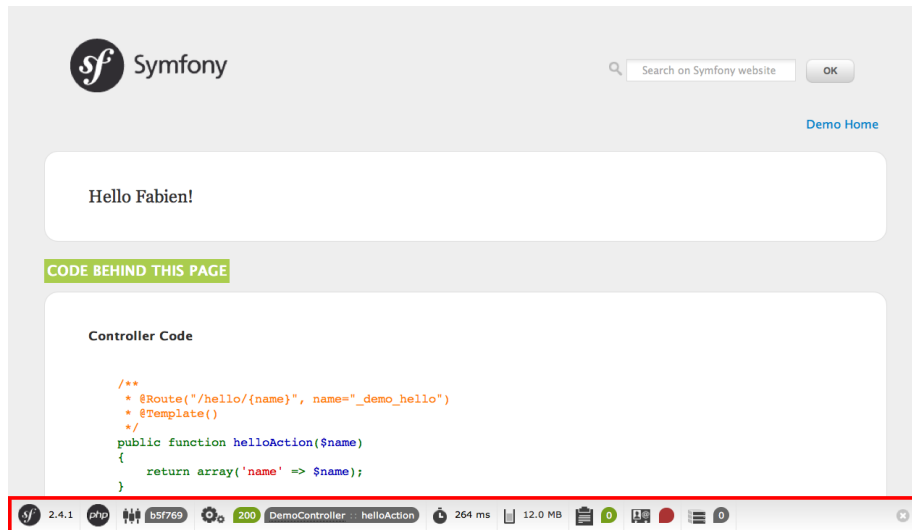 sf Symfony
Search on Symfony website OK
Demo Home
Hello Fabien!
CODE BEHIND THIS PAGE
Controller Code
/**
* @Route("/hello/{name}", name="_demo_hello")
* @Template()
*/
public function helloAction($name)
{
return array('name' => $name);
}
sf 2.4.1 php b5f769 200 DemoController :: helloAction 264 ms 12.0 MB 0 0